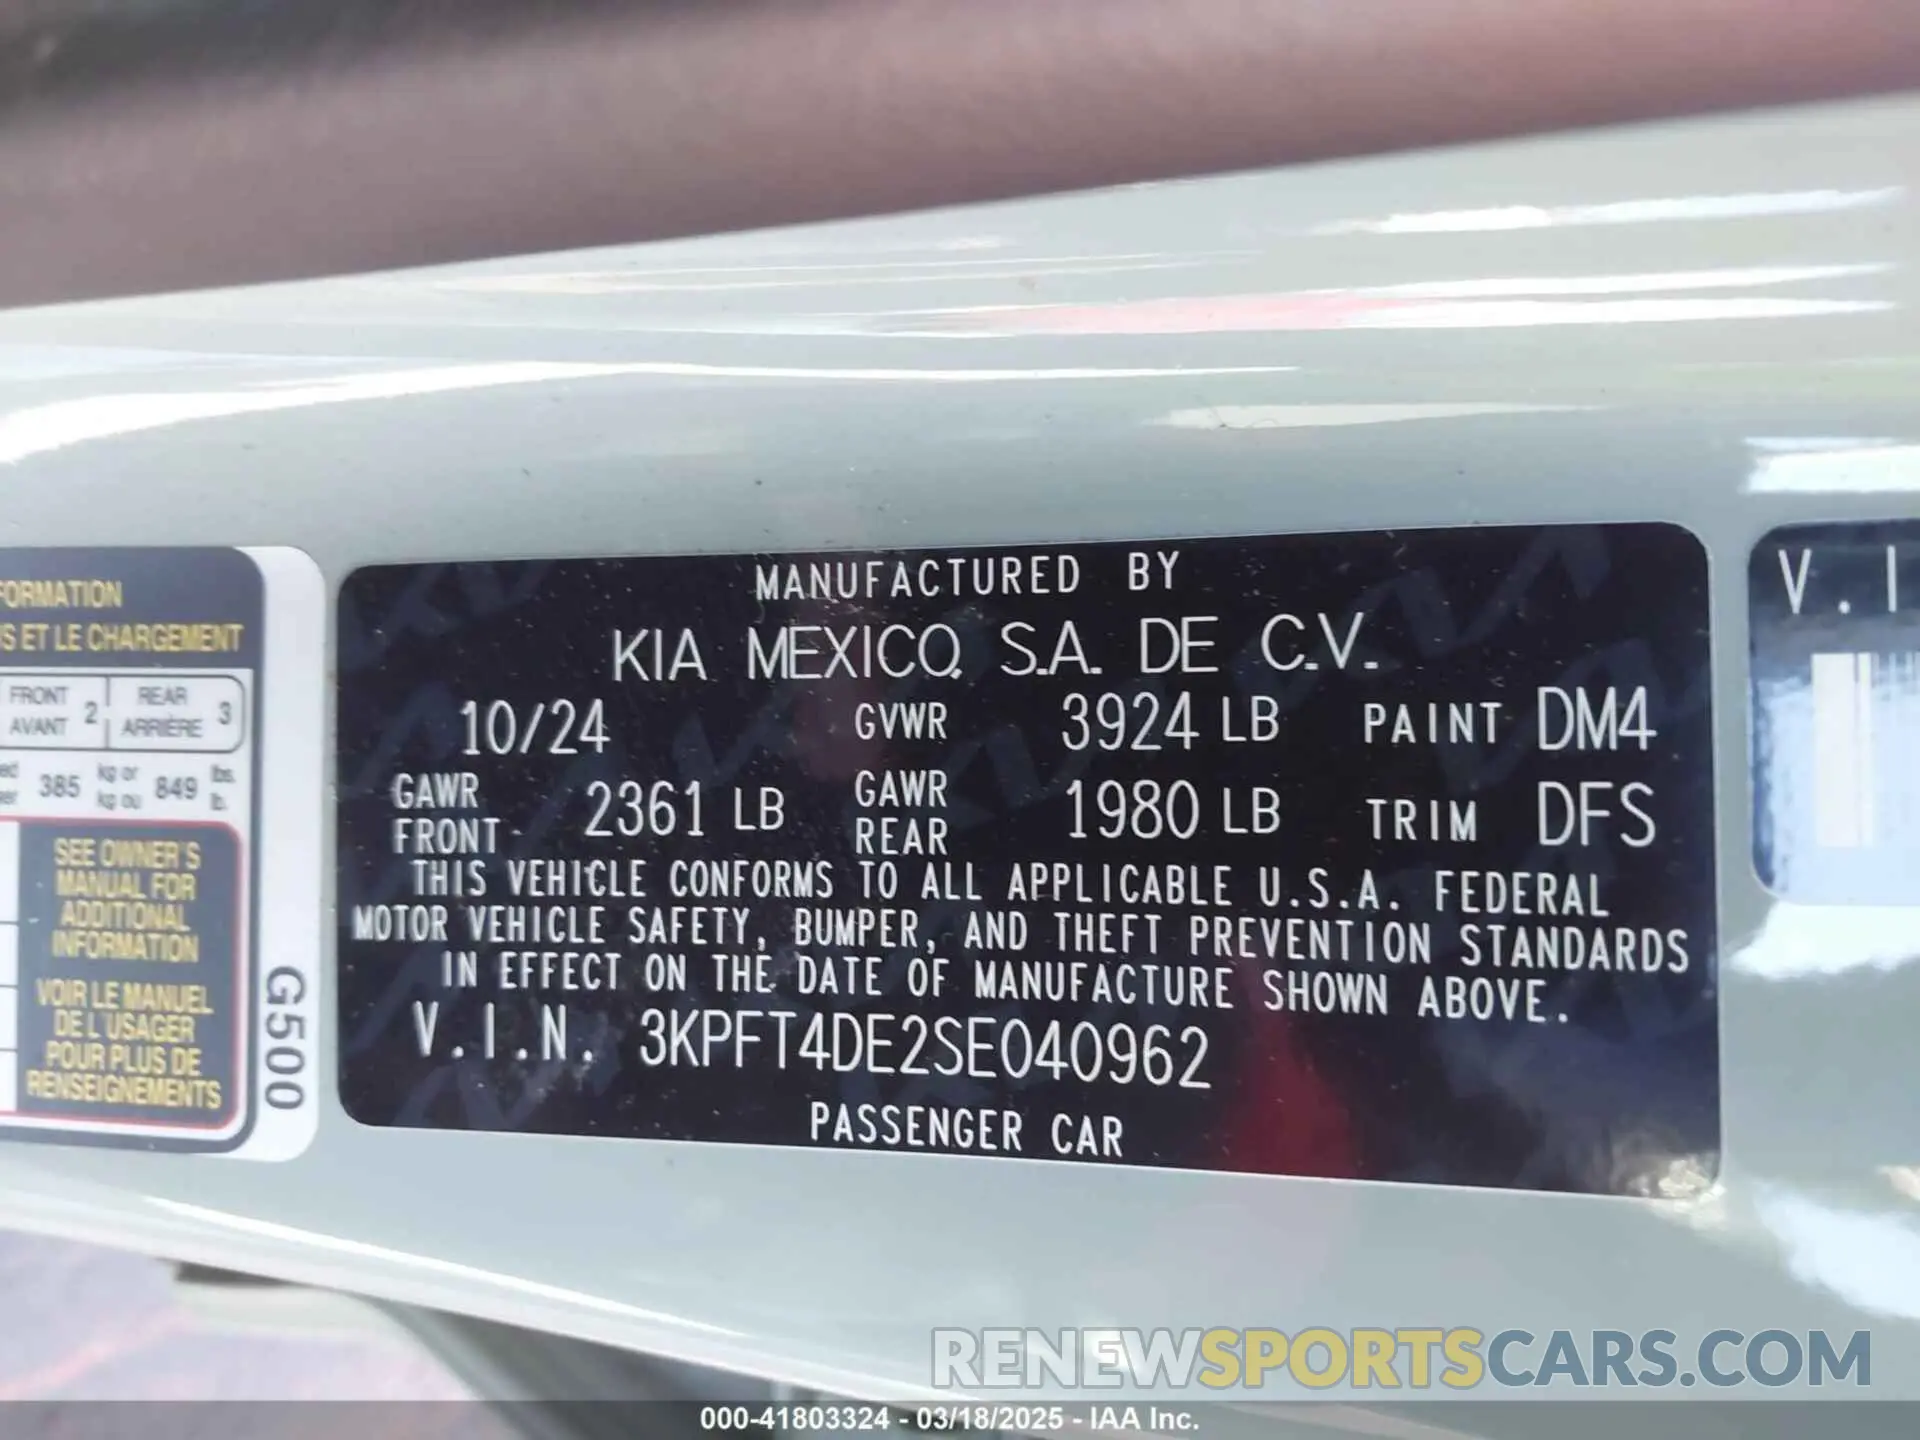 FORMATION
S ET LE CHARGEMENT
FRONT
AVANT 2
REAR
ARRIÈRE 3
385 kg or
kg ou 849 lbs.
lb.
SEE OWNER'S
MANUAL FOR
ADDITIONAL
INFORMATION
VOIR LE MANUEL
DE L'USAGER
POUR PLUS DE
RENSEIGNEMENTS
G500
MANUFACTURED BY
KIA MEXICO, S.A. DE C.V.
10/24 GVWR 3924 LB PAINT DM4
GAWR
FRONT 2361 LB GAWR
REAR 1980 LB TRIM DFS
THIS VEHICLE CONFORMS TO ALL APPLICABLE U.S.A. FEDERAL
MOTOR VEHICLE SAFETY, BUMPER, AND THEFT PREVENTION STANDARDS
IN EFFECT ON THE DATE OF MANUFACTURE SHOWN ABOVE.
V.I.N. 3KPFT4DE2SE040962
PASSENGER CAR
V.I
RENEWSPORTSCARS.COM
000-41803324 - 03/18/2025 - IAA Inc.